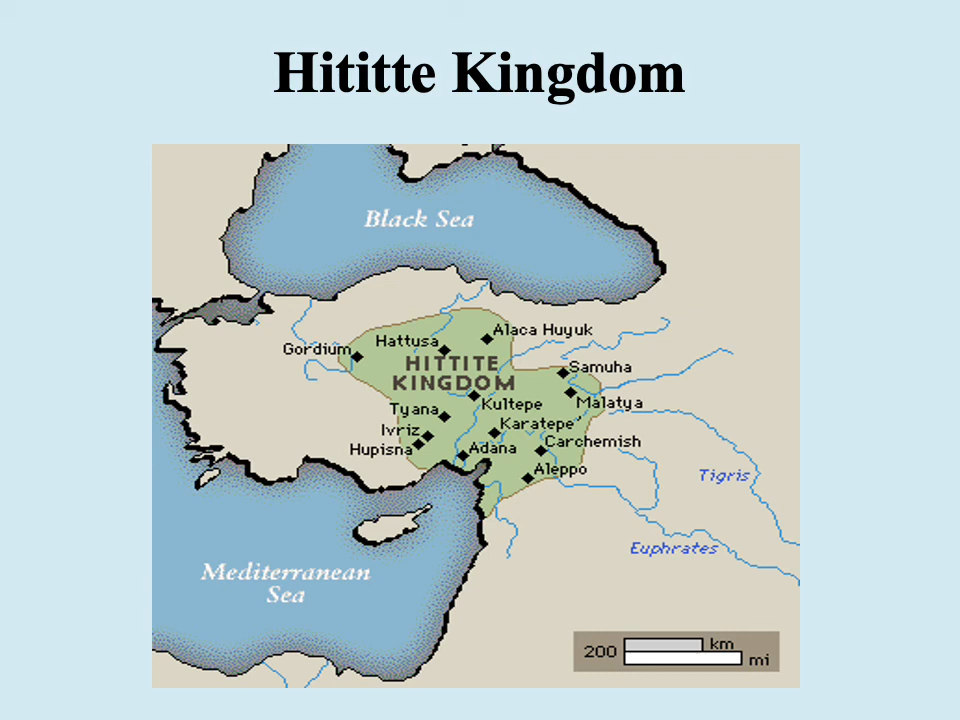 Hititte Kingdom
Black Sea
Alaca Huyuk
Hattusa
Gordium
HITTITE
KINGDOM
Samuha
Malatya
Kultepe
Tyana
Karatepe
Ivriz
Carchemish
Hupisna
Adana
Aleppo
Tigris
Euphrates
Mediterranean
Sea
200
km
mi